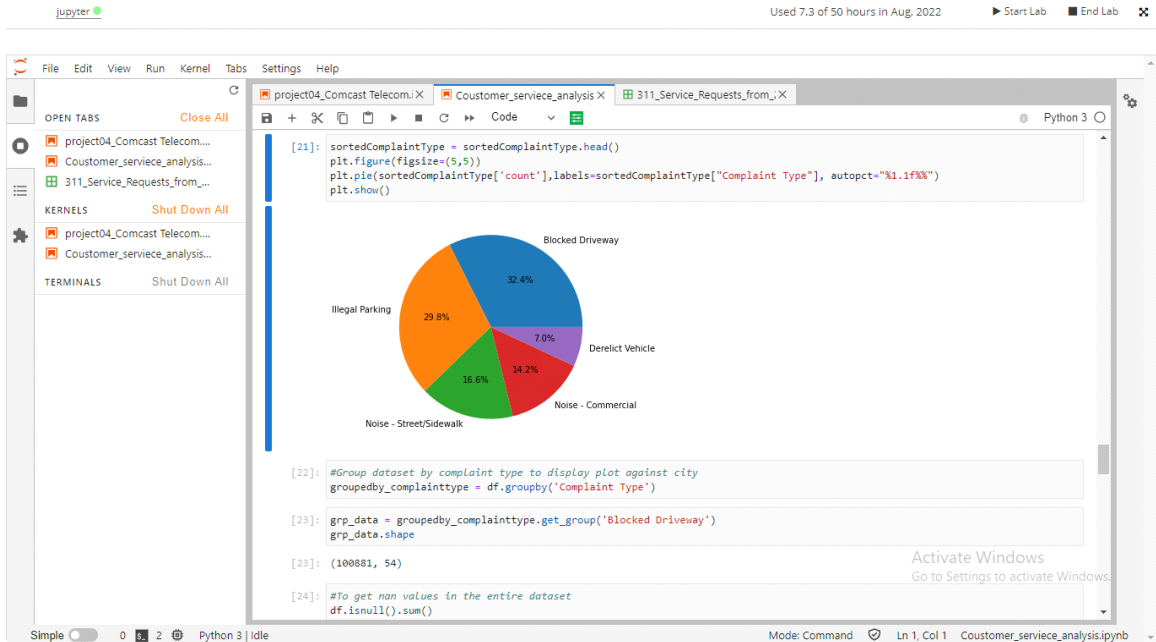 jupyter
Used 7.3 of 50 hours in Aug, 2022
Start Lab
End Lab
File Edit View Run Kernel Tabs Settings Help
project04_Comcast Telecom.i
Coustomer_serviece_analysis
311_Service_Requests_from_
OPEN TABS
Close All
project04_Comcast Telecom....
Coustomer_serviece_analysis...
311_Service_Requests_from_...
KERNELS
Shut Down All
project04_Comcast Telecom....
Coustomer_serviece_analysis...
TERMINALS
Shut Down All
Code
Python 3
[21]: sortedComplaintType = sortedComplaintType.head()
plt.figure(figsize=(5,5))
plt.pie(sortedComplaintType['count'],labels=sortedComplaintType["Complaint Type"], autopct="%1.1f%%")
plt.show()
Blocked Driveway
32.4%
Illegal Parking
29.8%
7.0%
Derelict Vehicle
14.2%
16.6%
Noise - Commercial
Noise - Street/Sidewalk
[22]: #Group dataset by complaint type to display plot against city
groupedby_complainttype = df.groupby('Complaint Type')
[23]: grp_data = groupedby_complainttype.get_group('Blocked Driveway')
grp_data.shape
[23]: (100881, 54)
[24]: #To get nan values in the entire dataset
df.isnull().sum()
Activate Windows
Go to Settings to activate Windows.
Simple 0 $_ 2 Python 3 | Idle
Mode: Command Ln 1, Col 1 Coustomer_serviece_analysis.ipynb